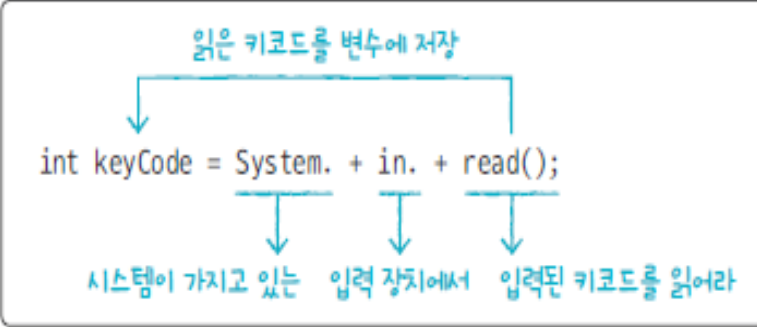 읽은 키코드를 변수에 저장
int keyCode = System. + in. + read();
시스템이 가지고 있는 입력 장치에서 입력된 키코드를 읽어라